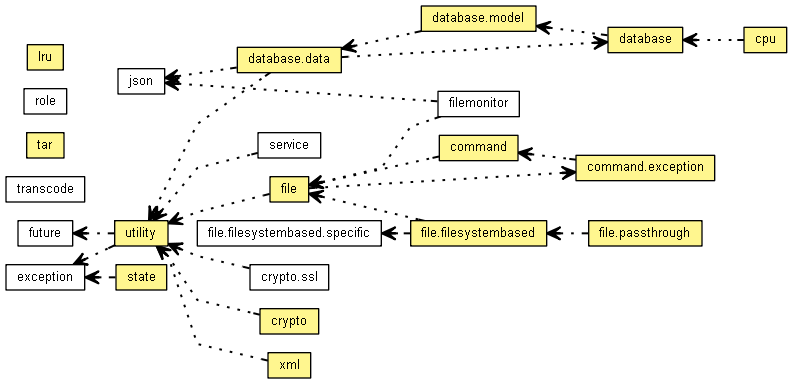 database.model
database
cpu
lru
database.data
json
role
filemonitor
tar
service
command
command.exception
transcode
file
future
utility
file.filesystembased.specific
file.filesystembased
file.passthrough
exception
state
crypto.ssl
crypto
xml